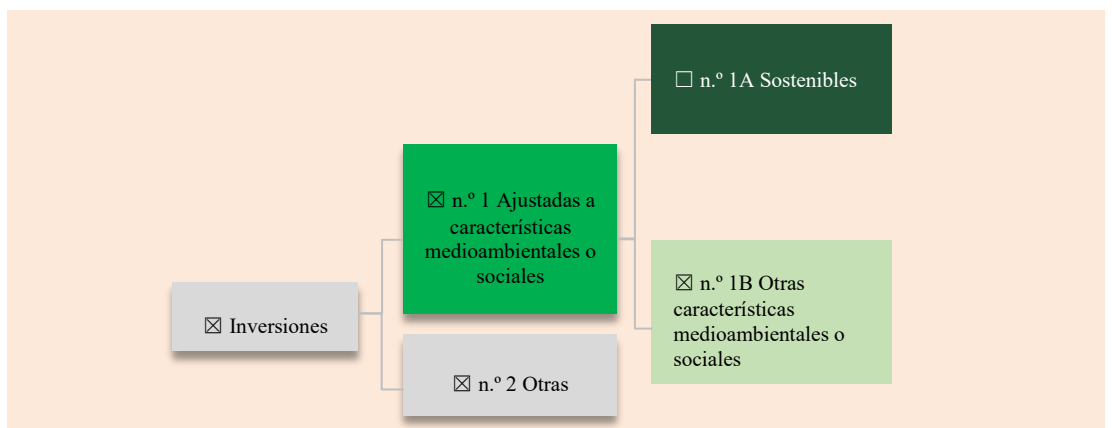 ☐ n.º 1A Sostenibles
☒ n.º 1 Ajustadas a
características
medioambientales o
sociales
☒ n.º 1B Otras
características
medioambientales o
sociales
☒ Inversiones
☒ n.º 2 Otras